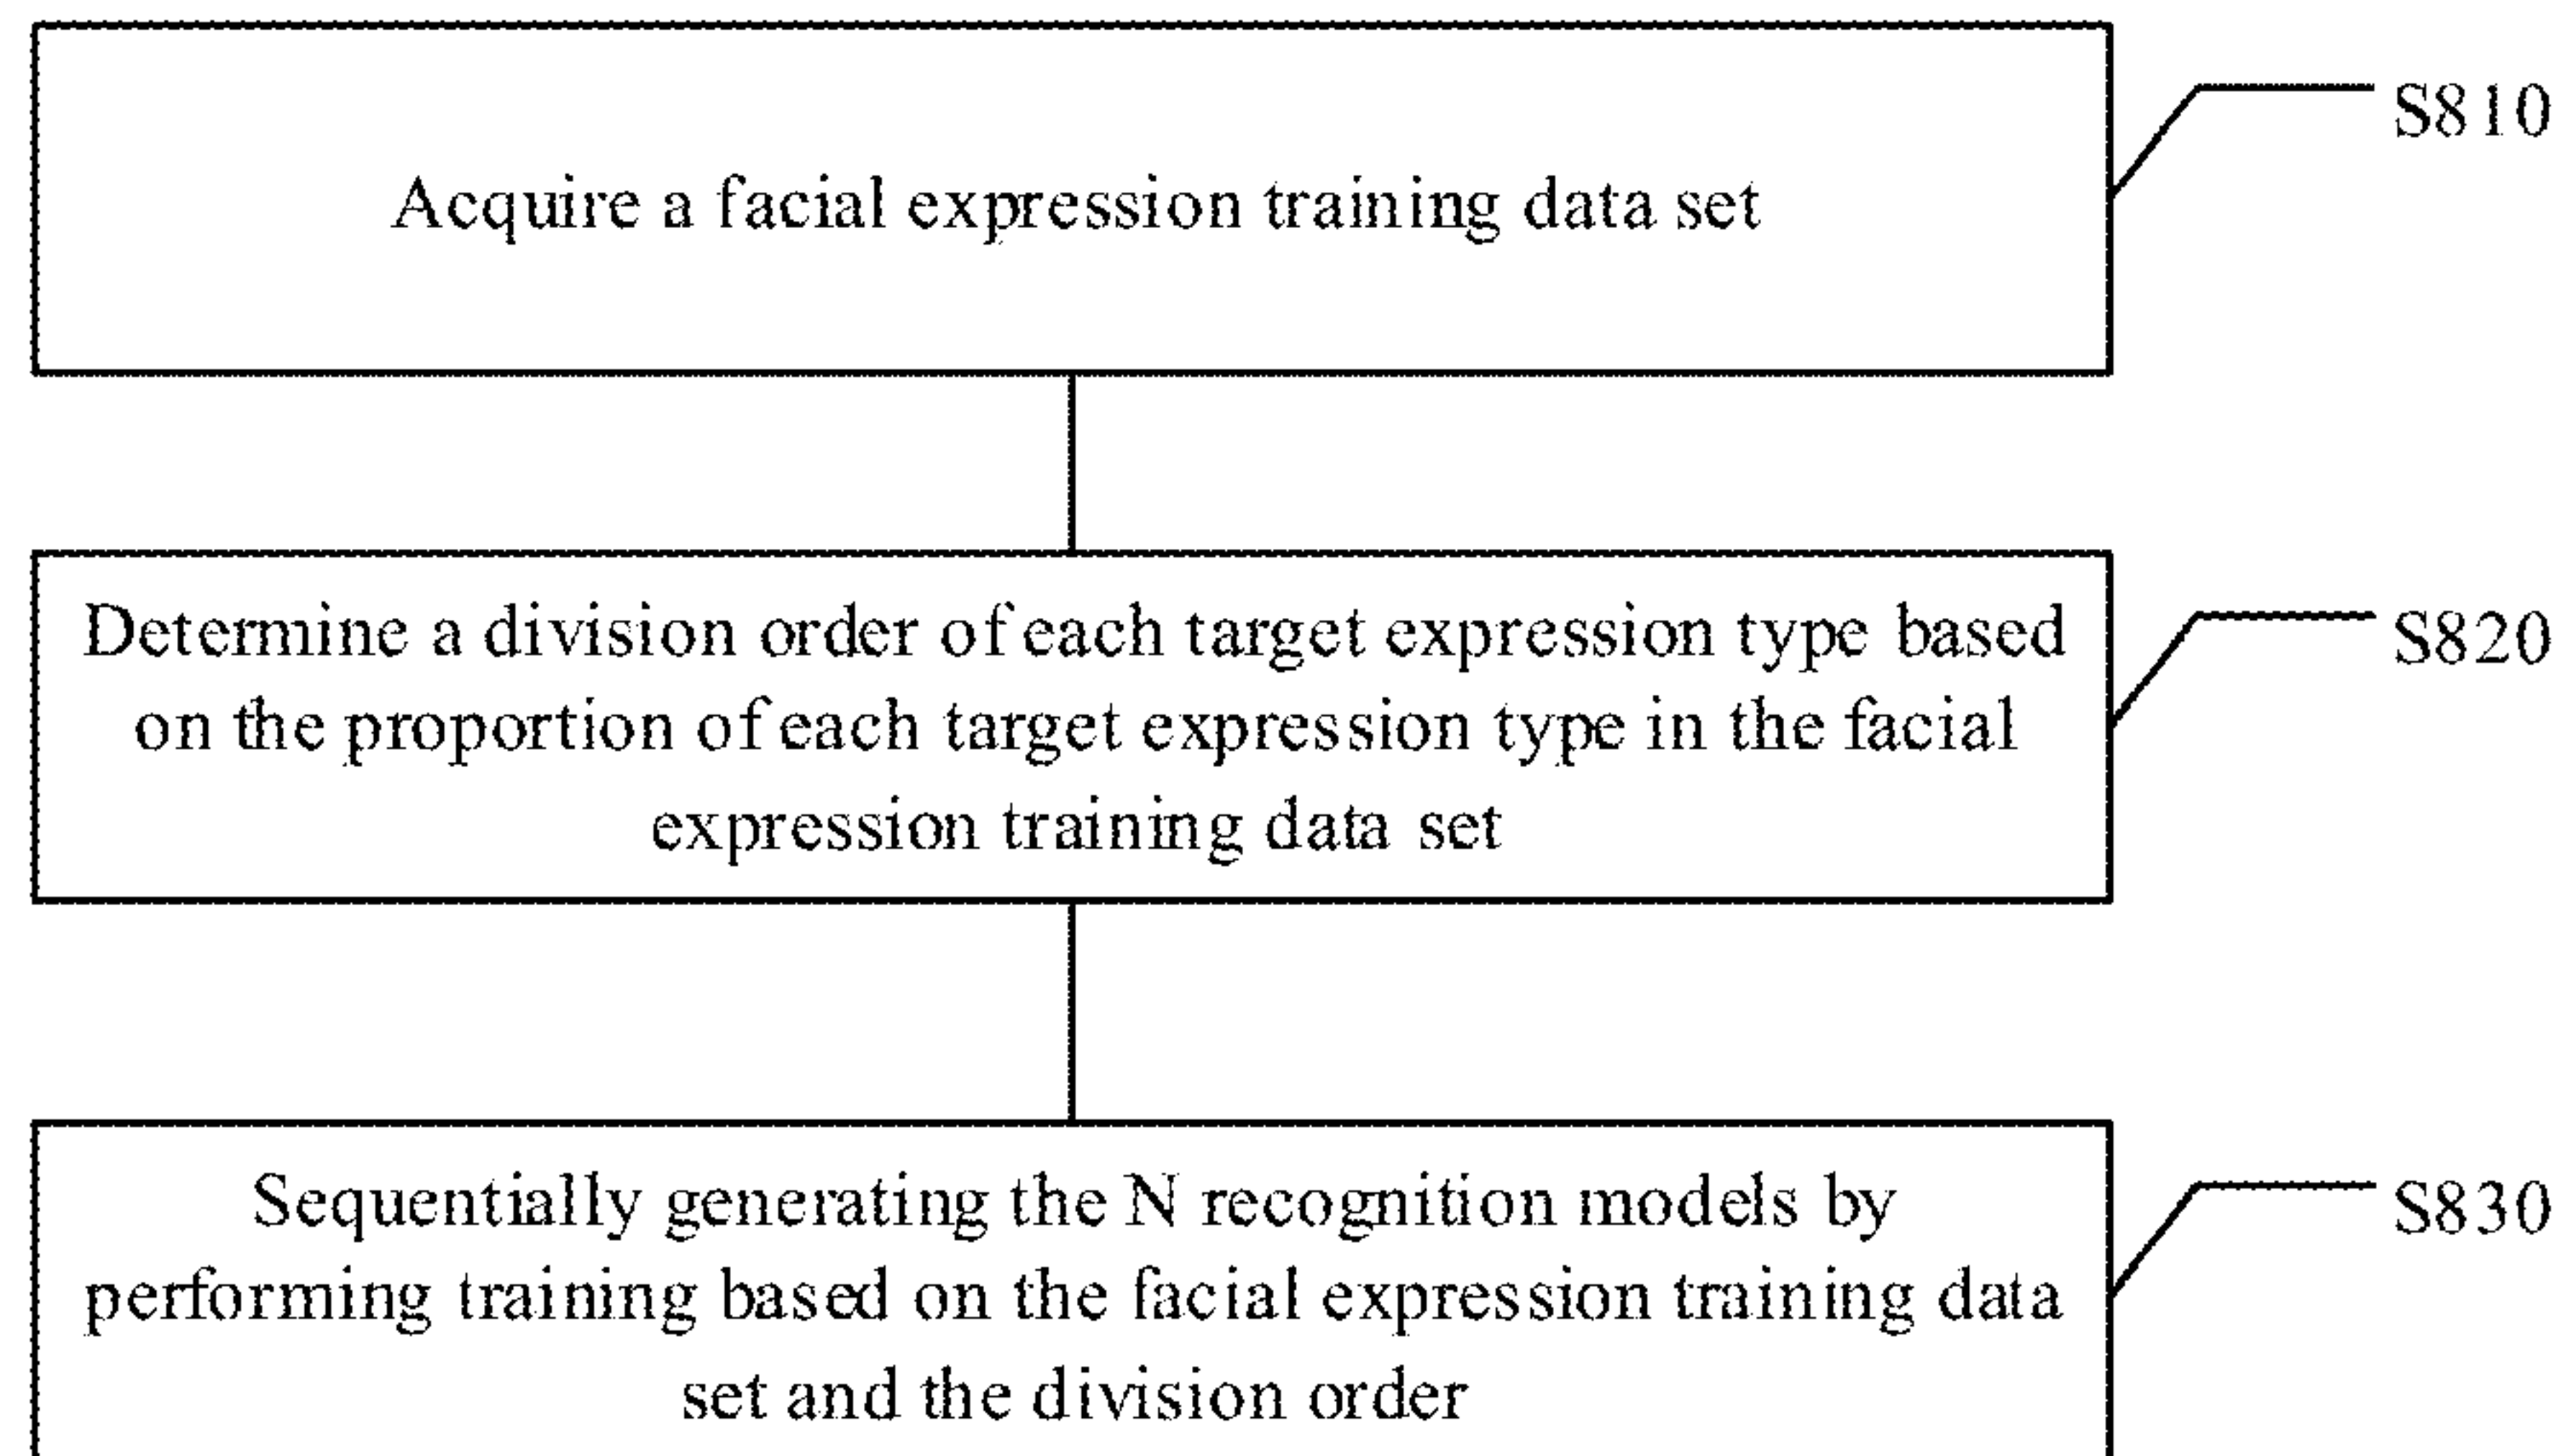 S810
Acquire a facial expression training data set
Determine a division order of each target expression type based
S820
on the proportion of each target expression type in the facial
expression training data set
Sequentially generating the N recognition models by
S830
performing training based on the facial expression training data
set and the division order